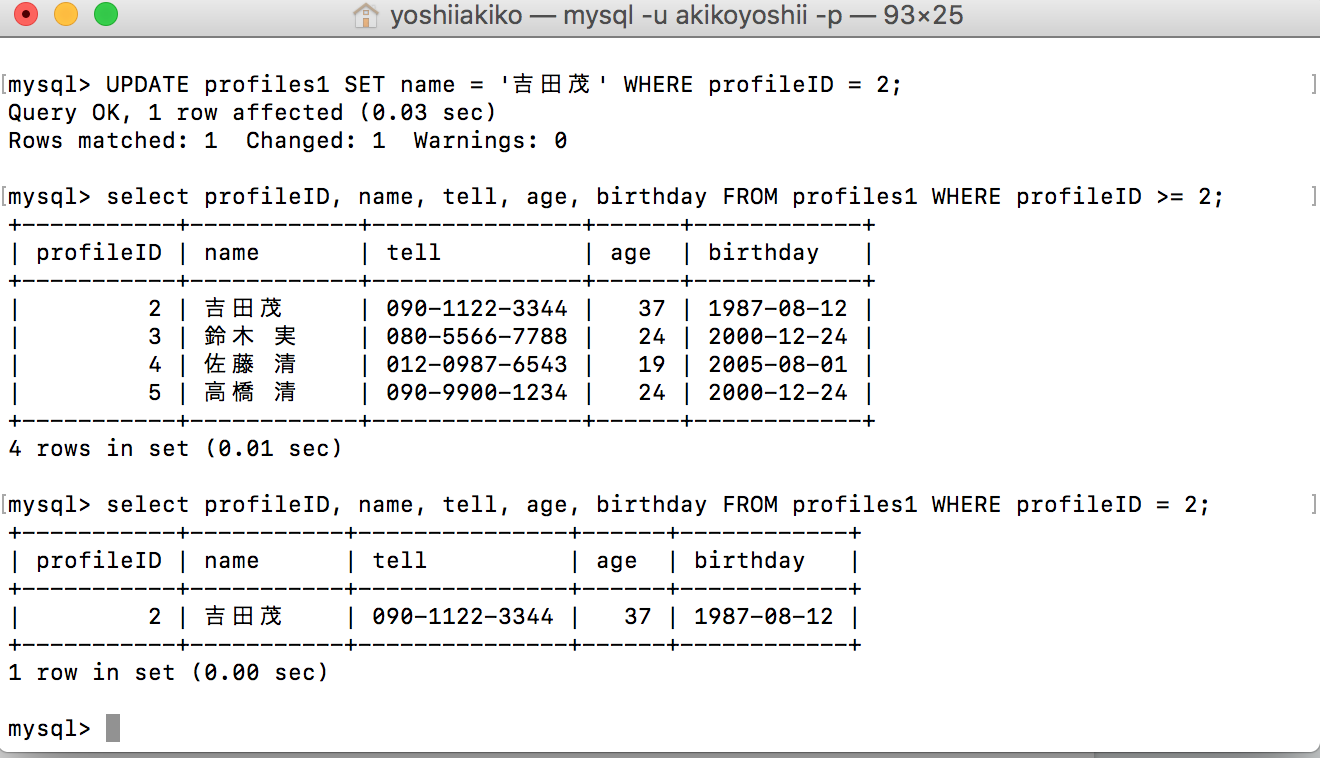 yoshiiakiko — mysql -u akikoyoshii -p — 93×25
mysql> UPDATE profiles1 SET name = '吉田茂' WHERE profileID = 2;
Query OK, 1 row affected (0.03 sec)
Rows matched: 1  Changed: 1  Warnings: 0
mysql> select profileID, name, tell, age, birthday FROM profiles1 WHERE profileID >= 2;
+-----------+------------+---------------+------+------------+
| profileID | name       | tell          | age  | birthday   |
+-----------+------------+---------------+------+------------+
|         2 | 吉田茂     | 090-1122-3344 |   37 | 1987-08-12 |
|         3 | 鈴木 実    | 080-5566-7788 |   24 | 2000-12-24 |
|         4 | 佐藤 清    | 012-0987-6543 |   19 | 2005-08-01 |
|         5 | 高橋 清    | 090-9900-1234 |   24 | 2000-12-24 |
+-----------+------------+---------------+------+------------+
4 rows in set (0.01 sec)
mysql> select profileID, name, tell, age, birthday FROM profiles1 WHERE profileID = 2;
+-----------+-----------+---------------+------+------------+
| profileID | name      | tell          | age  | birthday   |
+-----------+-----------+---------------+------+------------+
|         2 | 吉田茂    | 090-1122-3344 |   37 | 1987-08-12 |
+-----------+-----------+---------------+------+------------+
1 row in set (0.00 sec)
mysql>